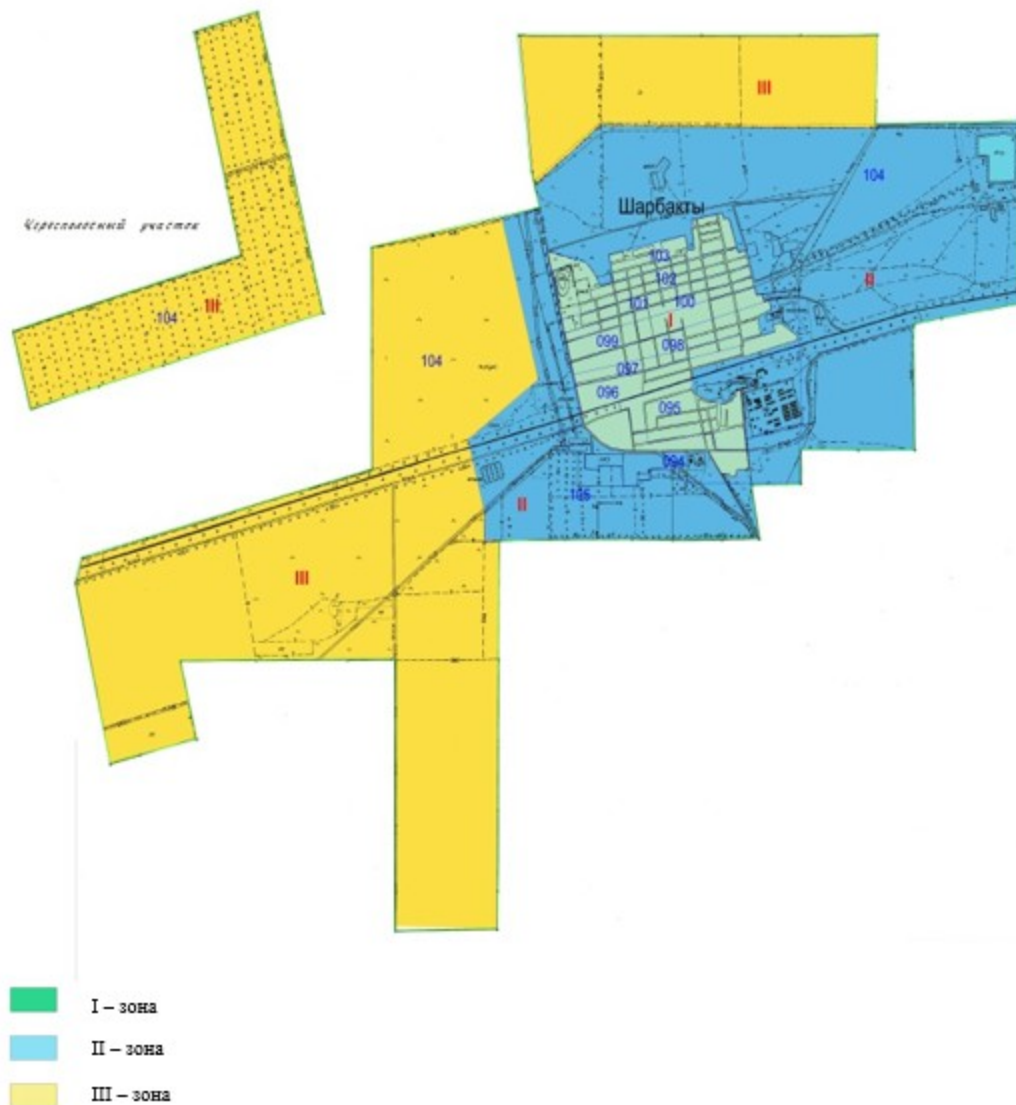 III
104
Шарбакты
Чересполосный участок
103
102
II
III
104
101
100
I
099
098
104
097
096
095
094
105
II
III
I – зона
II – зона
III – зона